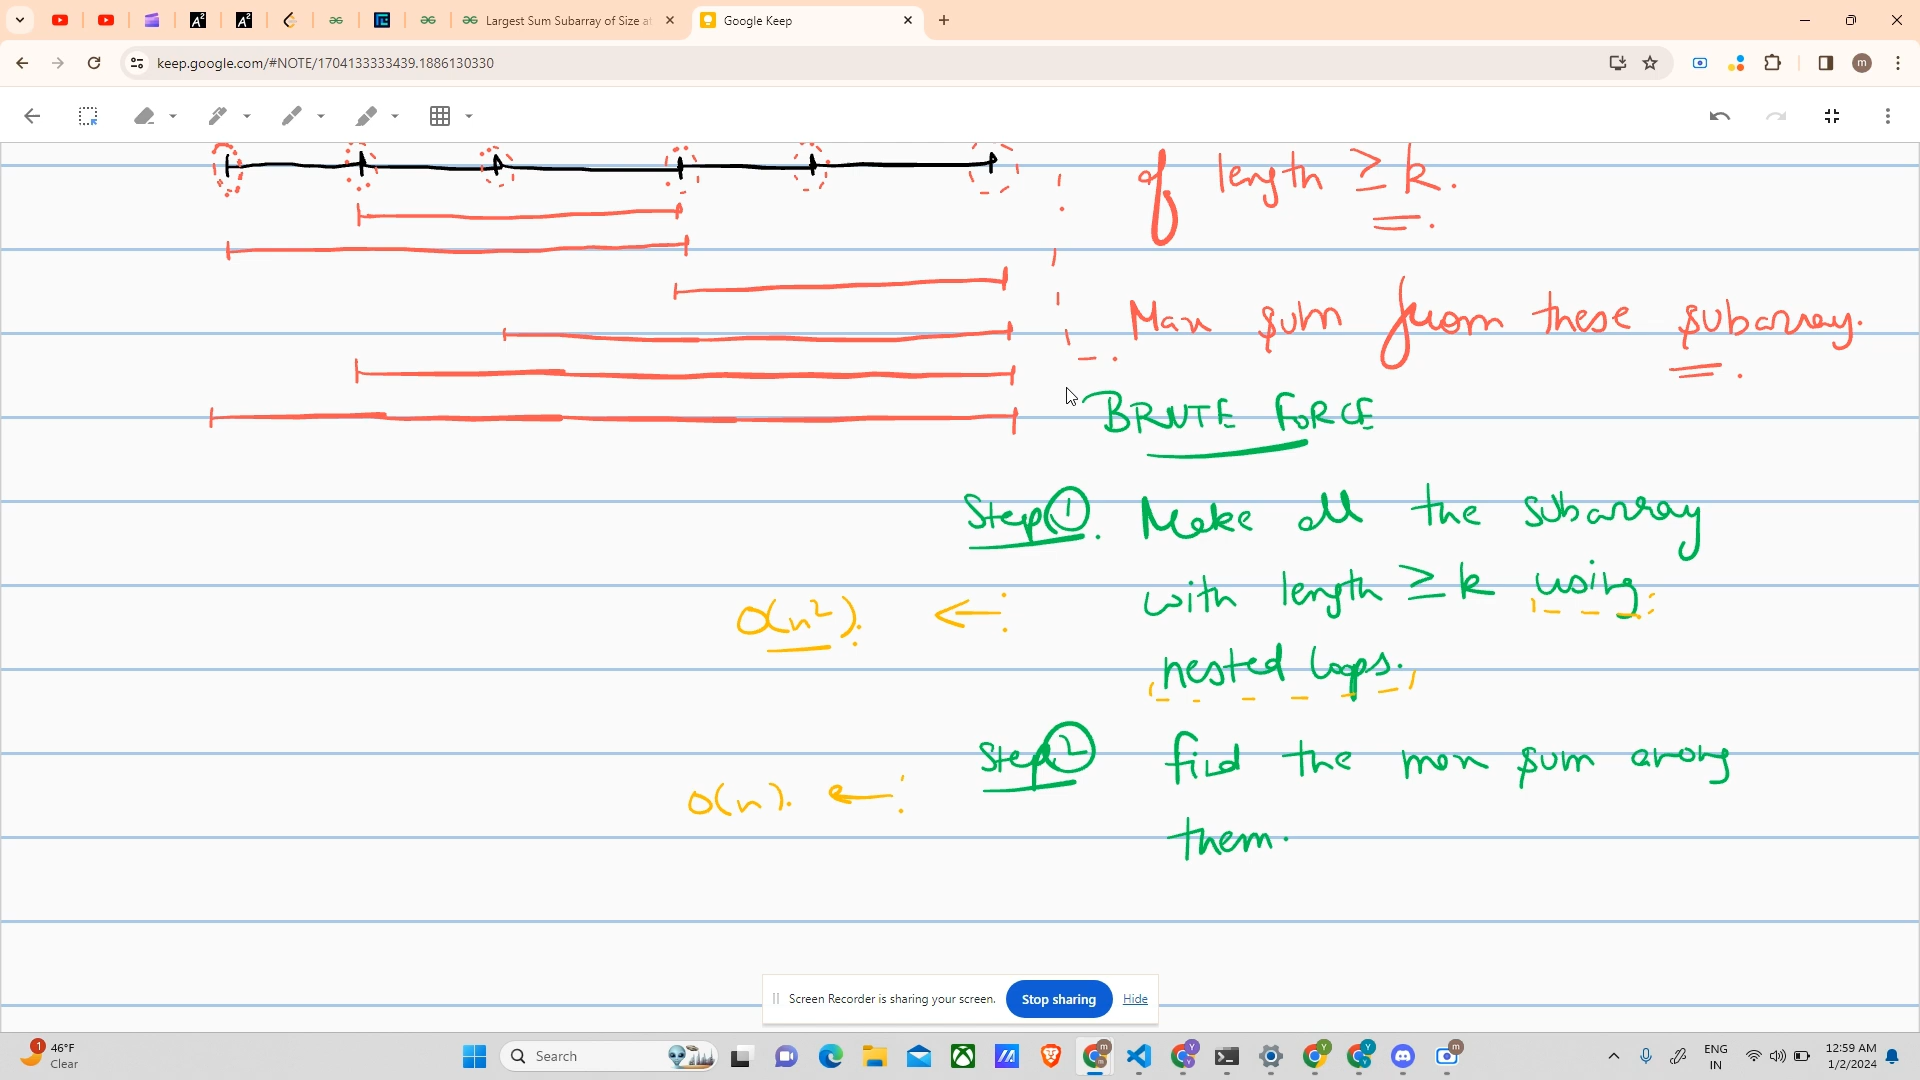 Largest Sum Subarray of Size at
Google Keep
keep.google.com/#NOTE/1704133333439.1886130330
m
of length ≥ k.
Max sum from these subarray.
BRUTE FORCE
Step 1. Make all the subarray
with length ≥ k using
O(n²). ←
nested loops.
Step 2 find the max sum among
O(n). ←
them.
Screen Recorder is sharing your screen.
Stop sharing
Hide
1
46°F
Clear
Search
ENG
IN
12:59 AM
1/2/2024